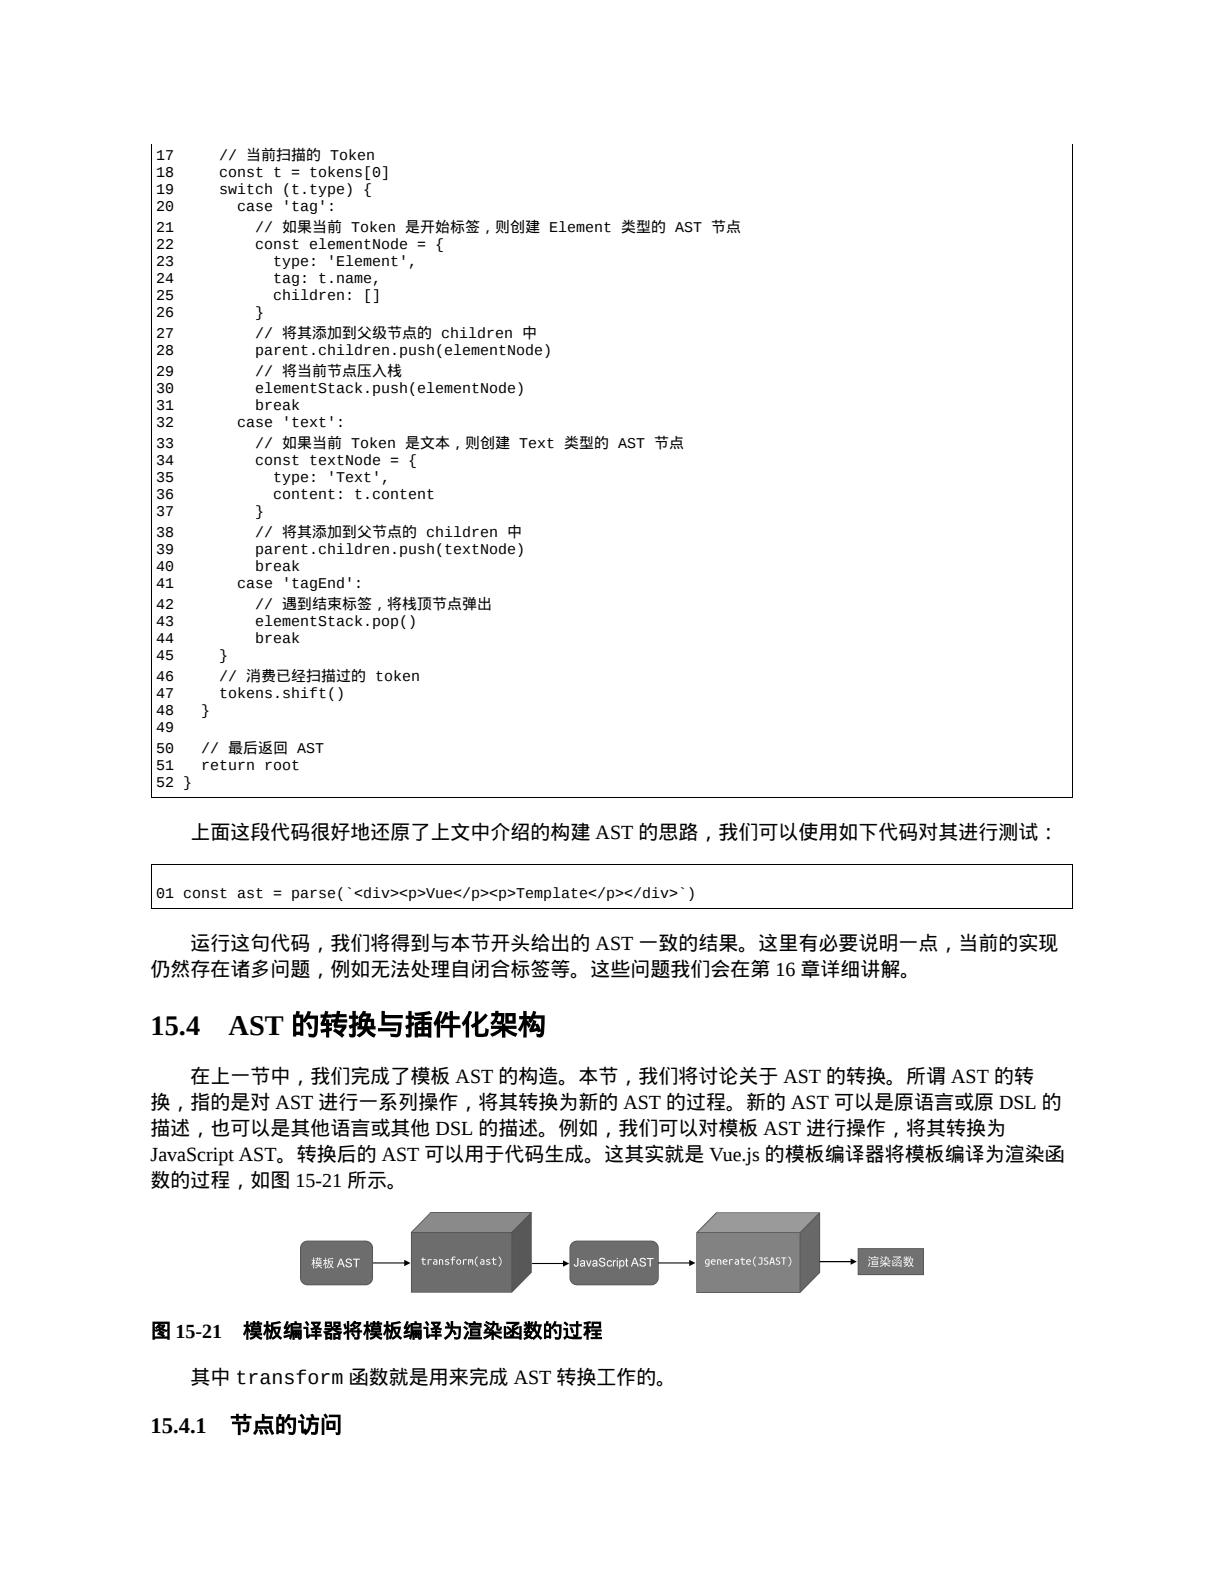 17     // 当前扫描的 Token
18     const t = tokens[0]
19     switch (t.type) {
20       case 'tag':
21         // 如果当前 Token 是开始标签，则创建 Element 类型的 AST 节点
22         const elementNode = {
23           type: 'Element',
24           tag: t.name,
25           children: []
26         }
27         // 将其添加到父级节点的 children 中
28         parent.children.push(elementNode)
29         // 将当前节点压入栈
30         elementStack.push(elementNode)
31         break
32       case 'text':
33         // 如果当前 Token 是文本，则创建 Text 类型的 AST 节点
34         const textNode = {
35           type: 'Text',
36           content: t.content
37         }
38         // 将其添加到父节点的 children 中
39         parent.children.push(textNode)
40         break
41       case 'tagEnd':
42         // 遇到结束标签，将栈顶节点弹出
43         elementStack.pop()
44         break
45     }
46     // 消费已经扫描过的 token
47     tokens.shift()
48   }
49
50   // 最后返回 AST
51   return root
52 }
上面这段代码很好地还原了上文中介绍的构建 AST 的思路，我们可以使用如下代码对其进行测试：
01 const ast = parse(`<div><p>Vue</p><p>Template</p></div>`)
运行这句代码，我们将得到与本节开头给出的 AST 一致的结果。这里有必要说明一点，当前的实现
仍然存在诸多问题，例如无法处理自闭合标签等。这些问题我们会在第 16 章详细讲解。
15.4　AST 的转换与插件化架构
在上一节中，我们完成了模板 AST 的构造。本节，我们将讨论关于 AST 的转换。所谓 AST 的转
换，指的是对 AST 进行一系列操作，将其转换为新的 AST 的过程。新的 AST 可以是原语言或原 DSL 的
描述，也可以是其他语言或其他 DSL 的描述。例如，我们可以对模板 AST 进行操作，将其转换为
JavaScript AST。转换后的 AST 可以用于代码生成。这其实就是 Vue.js 的模板编译器将模板编译为渲染函
数的过程，如图 15-21 所示。
模板 AST transform(ast) JavaScript AST generate(JSAST) 渲染函数
图 15-21　模板编译器将模板编译为渲染函数的过程
其中 transform 函数就是用来完成 AST 转换工作的。
15.4.1　节点的访问